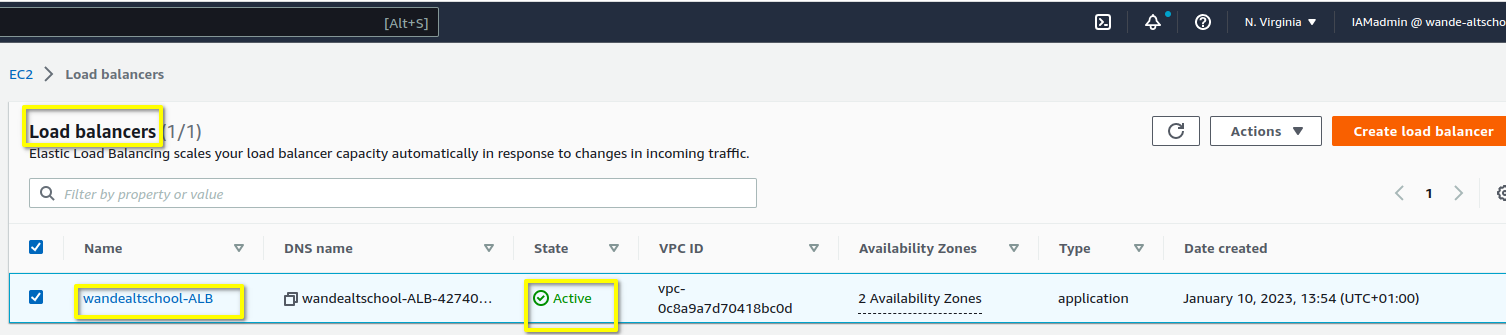 [Alt+S]
N. Virginia ▼
IAMadmin @ wande-altscho
EC2 > Load balancers
Load balancers (1/1)
Elastic Load Balancing scales your load balancer capacity automatically in response to changes in incoming traffic.
Actions ▼
Create load balancer
Filter by property or value
1
Name
DNS name
State
VPC ID
Availability Zones
Type
Date created
wandealtschool-ALB
wandealtschool-ALB-42740...
Active
vpc-
0c8a9a7d70418bc0d
2 Availability Zones
application
January 10, 2023, 13:54 (UTC+01:00)